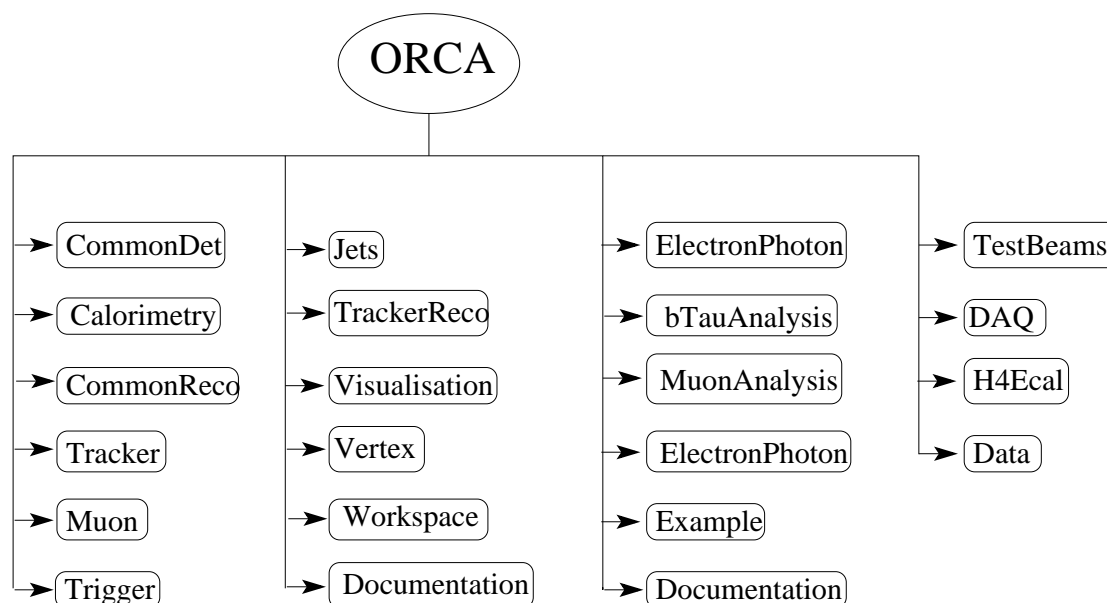 ORCA
CommonDet
Calorimetry
CommonReco
Tracker
Muon
Trigger
Jets
TrackerReco
Visualisation
Vertex
Workspace
Documentation
ElectronPhoton
bTauAnalysis
MuonAnalysis
ElectronPhoton
Example
Documentation
TestBeams
DAQ
H4Ecal
Data